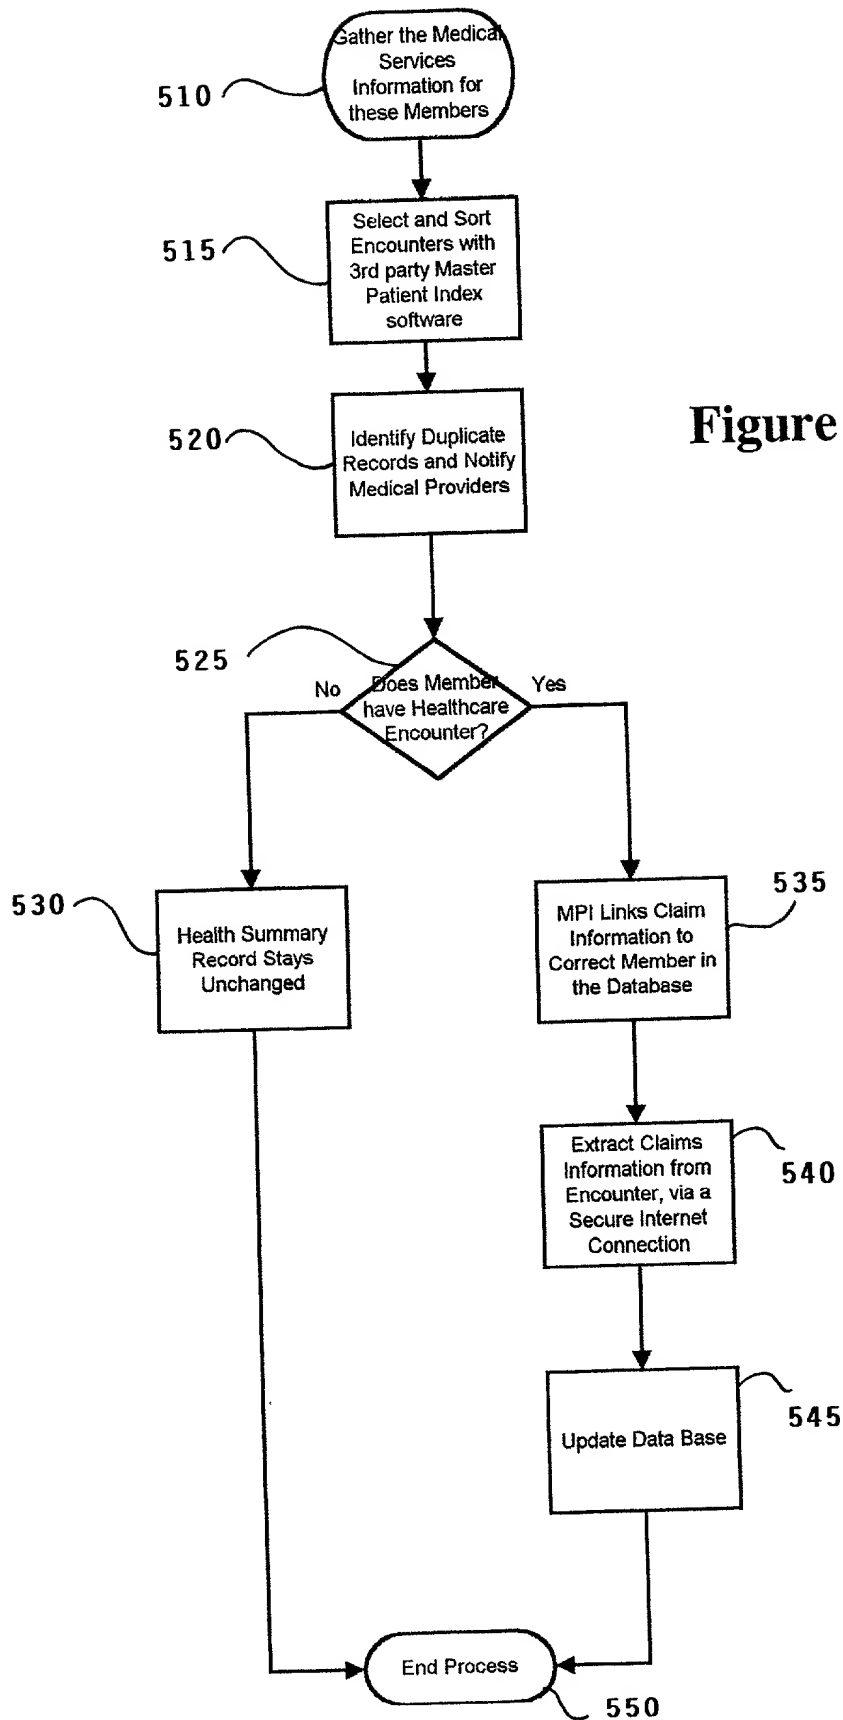 Gather the Medical
Services
Information for
these Members
510
Select and Sort
Encounters with
3rd party Master
Patient Index
software
515
Identify Duplicate
Records and Notify
Medical Providers
520
Figure
525
No
Does Member
have Healthcare
Encounter?
Yes
530
Health Summary
Record Stays
Unchanged
MPI Links Claim
Information to
Correct Member in
the Database
535
Extract Claims
Information from
Encounter, via a
Secure Internet
Connection
540
Update Data Base
545
End Process
550